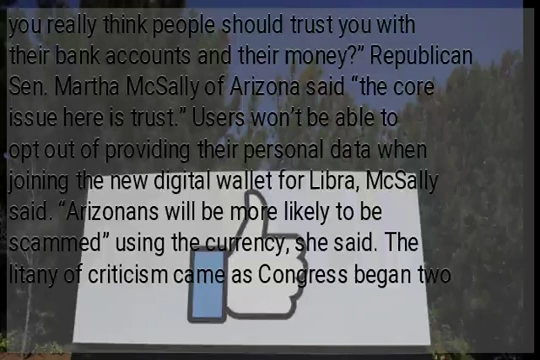 you really think people should trust you with
their bank accounts and their money?” Republican
Sen. Martha McSally of Arizona said “the core
issue here is trust.” Users won’t be able to
opt out of providing their personal data when
joining the new digital wallet for Libra, McSally
said. “Arizonans will be more likely to be
scammed” using the currency, she said. The
litany of criticism came as Congress began two